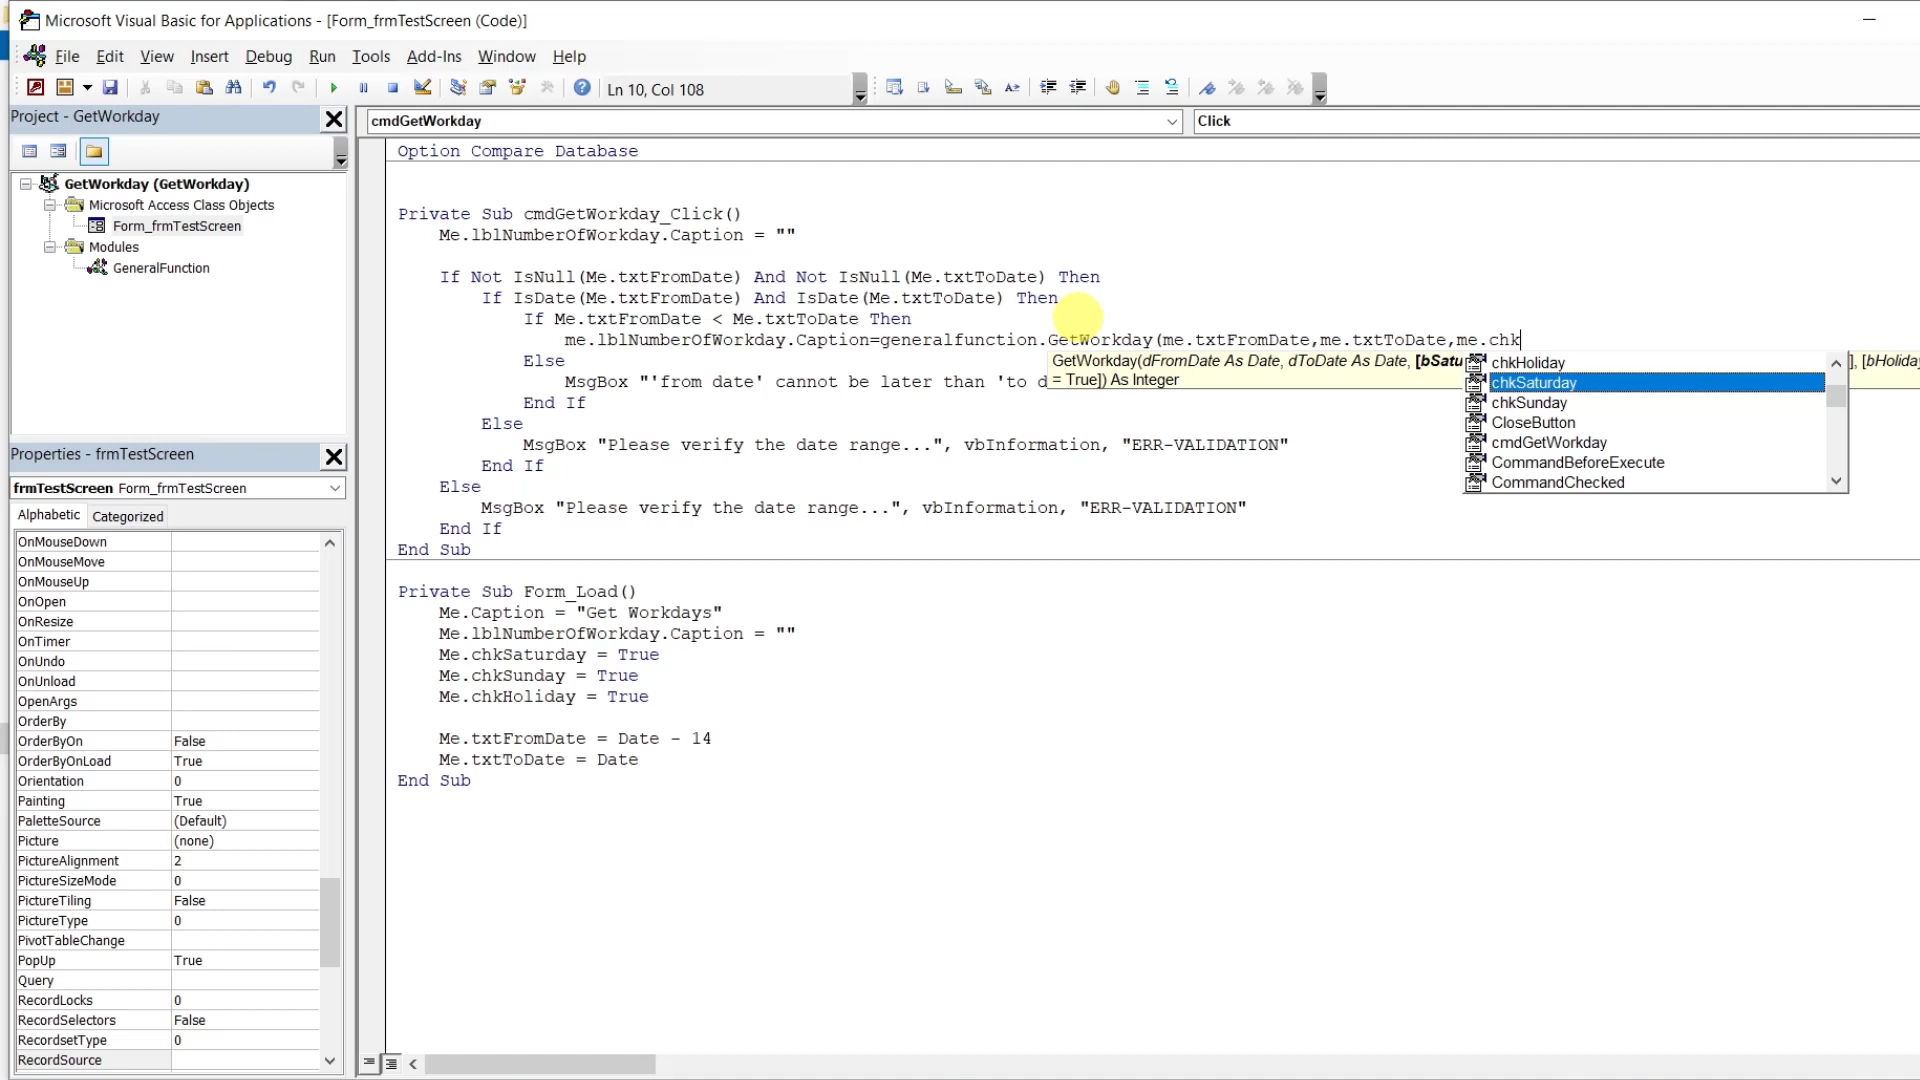 Microsoft Visual Basic for Applications - [Form_frmTestScreen (Code)]
File Edit View Insert Debug Run Tools Add-Ins Window Help
Ln 10, Col 108
Project - GetWorkday
GetWorkday (GetWorkday)
Microsoft Access Class Objects
Form_frmTestScreen
Modules
GeneralFunction
Properties - frmTestScreen
frmTestScreen Form_frmTestScreen
Alphabetic Categorized
OnMouseDown
OnMouseMove
OnMouseUp
OnOpen
OnResize
OnTimer
OnUndo
OnUnload
OpenArgs
OrderBy
OrderByOn False
OrderByOnLoad True
Orientation 0
Painting True
PaletteSource (Default)
Picture (none)
PictureAlignment 2
PictureSizeMode 0
PictureTiling False
PictureType 0
PivotTableChange
PopUp True
Query
RecordLocks 0
RecordSelectors False
RecordsetType 0
RecordSource
cmdGetWorkday Click
Option Compare Database
Private Sub cmdGetWorkday_Click()
Me.lblNumberOfWorkday.Caption = ""
If Not IsNull(Me.txtFromDate) And Not IsNull(Me.txtToDate) Then
If IsDate(Me.txtFromDate) And IsDate(Me.txtToDate) Then
If Me.txtFromDate < Me.txtToDate Then
me.lblNumberOfWorkday.Caption=generalfunction.GetWorkday(me.txtFromDate,me.txtToDate,me.chk
GetWorkday(dFromDate As Date, dToDate As Date, [bSatu ], [bHoliday
= True]) As Integer
chkHoliday
chkSaturday
chkSunday
CloseButton
cmdGetWorkday
CommandBeforeExecute
CommandChecked
Else
MsgBox "'from date' cannot be later than 'to d
End If
Else
MsgBox "Please verify the date range...", vbInformation, "ERR-VALIDATION"
End If
Else
MsgBox "Please verify the date range...", vbInformation, "ERR-VALIDATION"
End If
End Sub
Private Sub Form_Load()
Me.Caption = "Get Workdays"
Me.lblNumberOfWorkday.Caption = ""
Me.chkSaturday = True
Me.chkSunday = True
Me.chkHoliday = True
Me.txtFromDate = Date - 14
Me.txtToDate = Date
End Sub